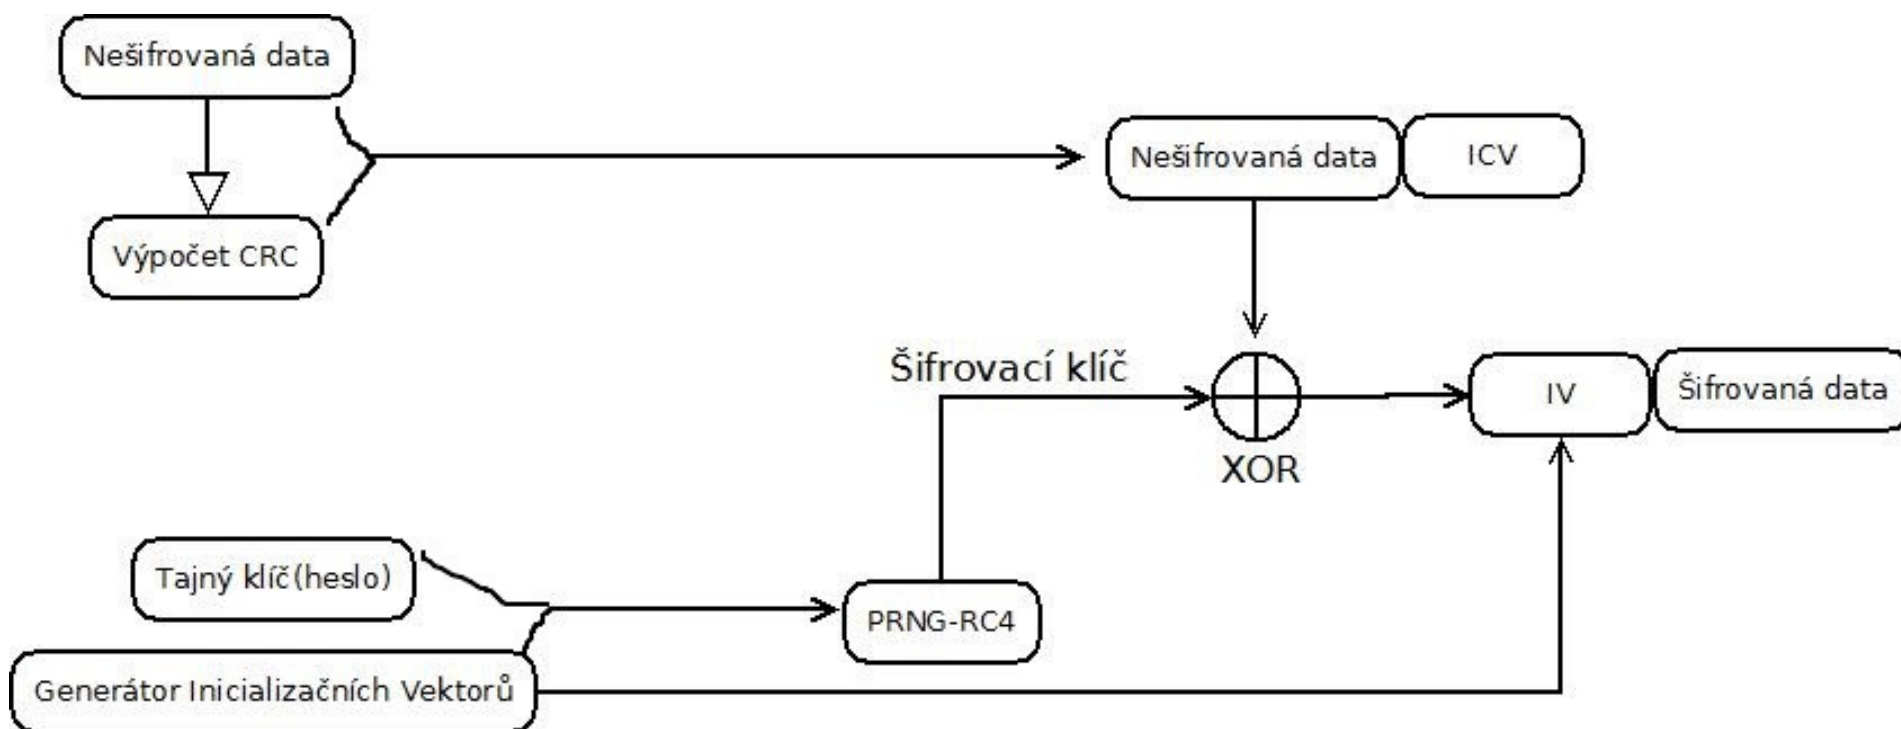 Nešifrovaná data
Výpočet CRC
Nešifrovaná data
ICV
Šifrovací klíč
XOR
IV
Šifrovaná data
Tajný klíč(heslo)
PRNG-RC4
Generátor Inicializačních Vektorů